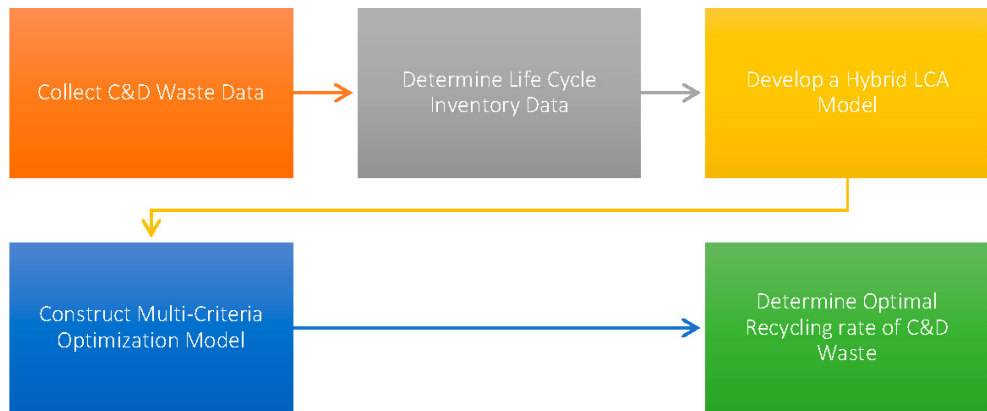 Collect C&D Waste Data
Determine Life Cycle
Inventory Data
Develop a Hybrid LCA
Model
Construct Multi-Criteria
Optimization Model
Determine Optimal
Recycling rate of C&D
Waste